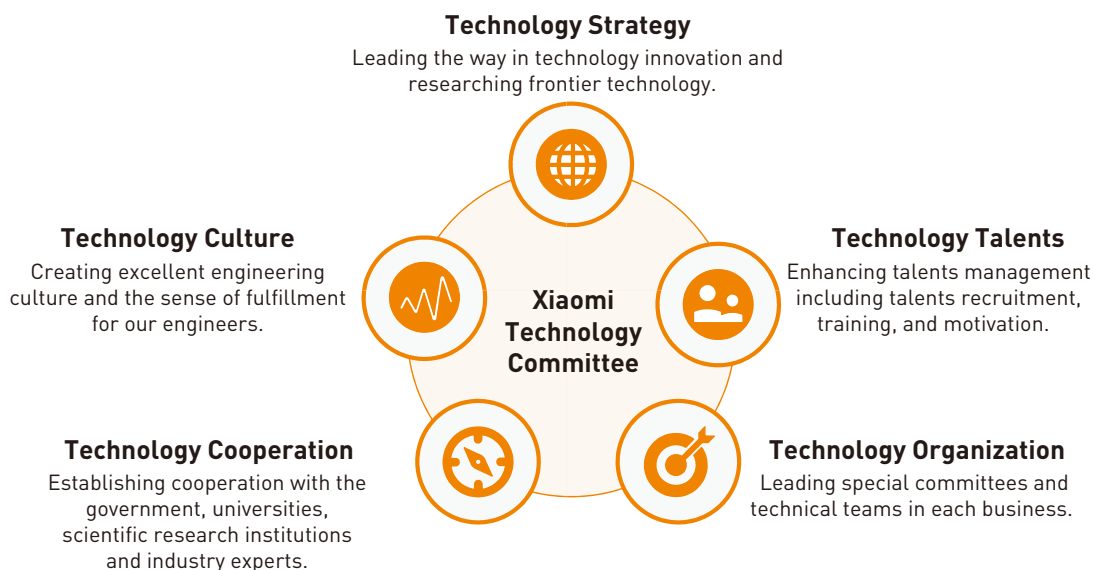 Technology Strategy
Leading the way in technology innovation and
researching frontier technology.
Technology Culture
Creating excellent engineering
culture and the sense of fulfillment
for our engineers.
Technology Talents
Enhancing talents management
including talents recruitment,
training, and motivation.
Xiaomi
Technology
Committee
Technology Cooperation
Establishing cooperation with the
government, universities,
scientific research institutions
and industry experts.
Technology Organization
Leading special committees and
technical teams in each business.